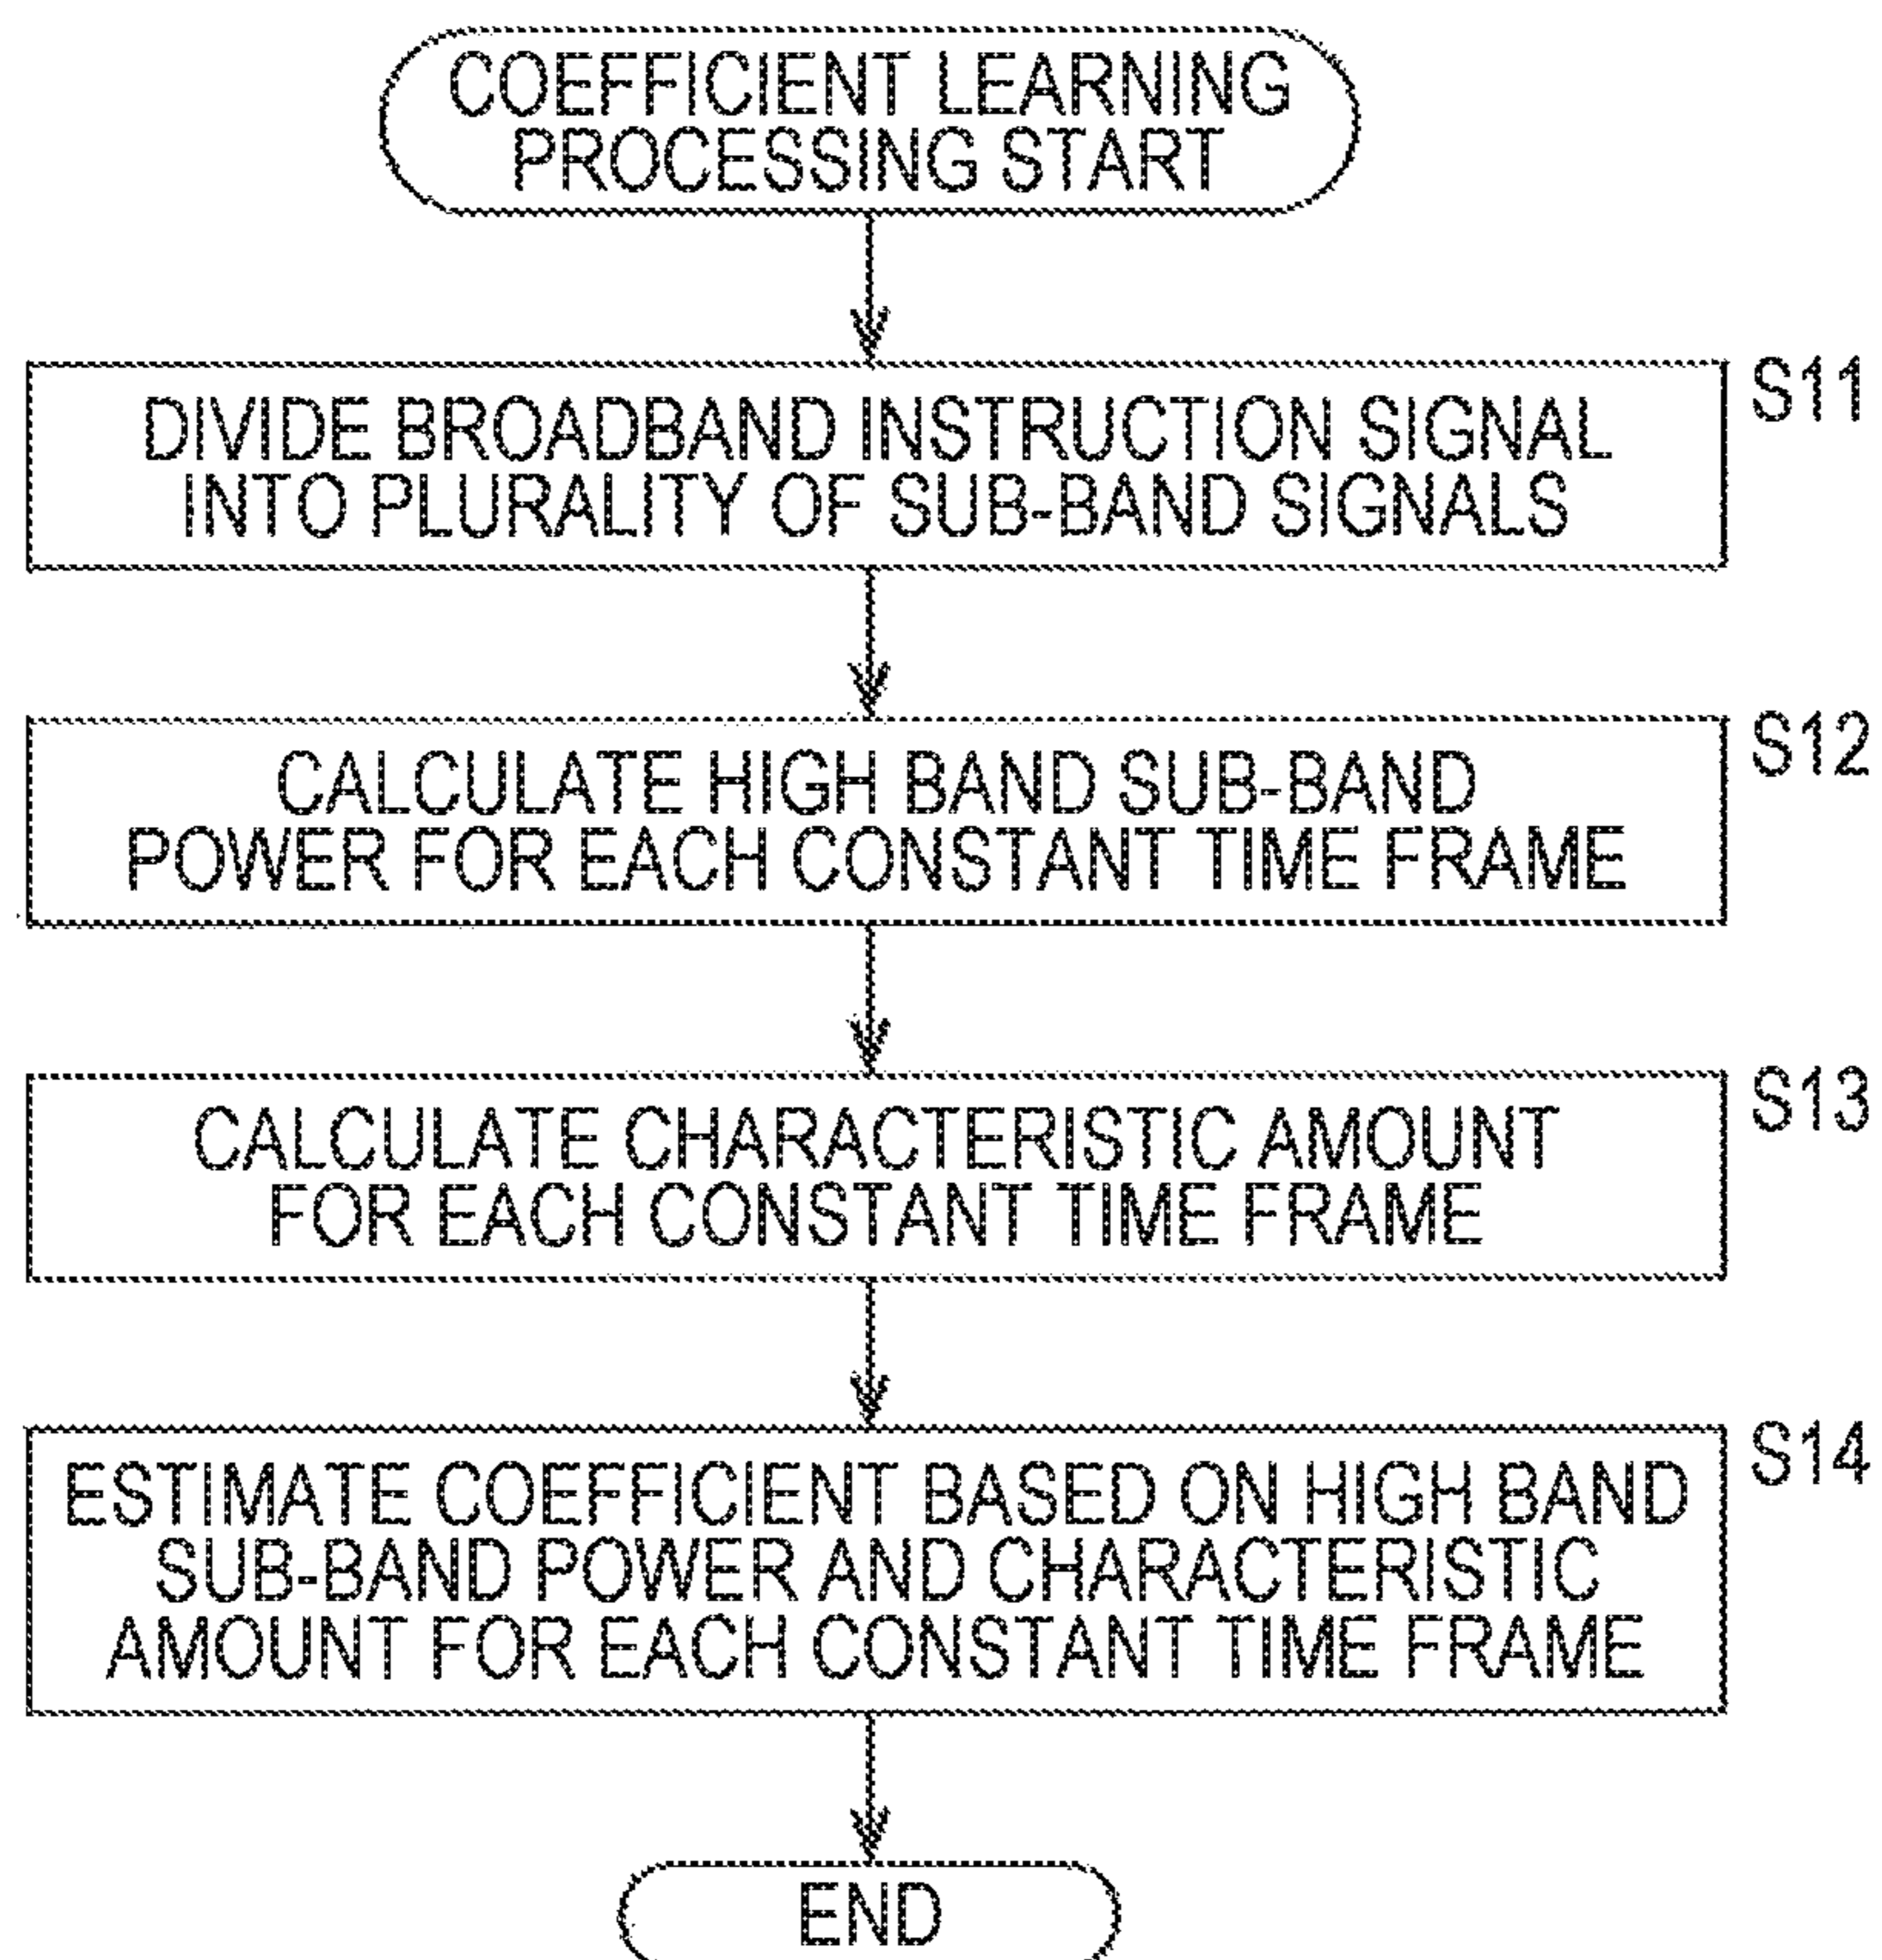 COEFFICIENT LEARNING
PROCESSING START
S11
DIVIDE BROADBAND INSTRUCTION SIGNAL
INTO PLURALITY OF SUB-BAND SIGNALS
S12
CALCULATE HIGH BAND SUB-BAND
POWER FOR EACH CONSTANT TIME FRAME
S13
CALCULATE CHARACTERISTIC AMOUNT
FOR EACH CONSTANT TIME FRAME
S14
ESTIMATE COEFFICIENT BASED ON HIGH BAND
SUB-BAND POWER AND CHARACTERISTIC
AMOUNT FOR EACH CONSTANT TIME FRAME
END